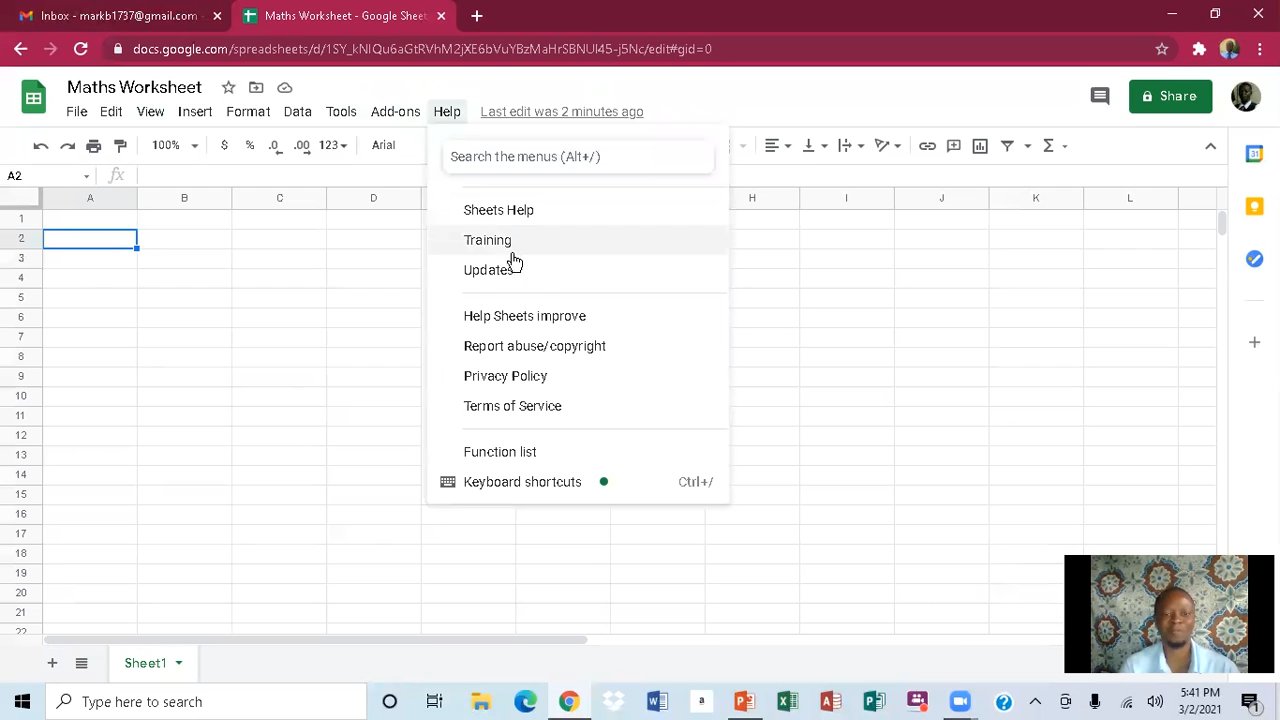 Inbox - markb1737@gmail.com
Maths Worksheet - Google Sheet
docs.google.com/spreadsheets/d/1SY_kNIQu6aGtRVhM2jXE6bVuYBzMaHrSBNUI45-j5Nc/edit#gid=0
Maths Worksheet
File Edit View Insert Format Data Tools Add-ons Help Last edit was 2 minutes ago
Share
100% $ % .0 .00 123 Arial
Search the menus (Alt+/)
A2 fx
A B C D H I J K L
Sheets Help
Training
Updates
Help Sheets improve
Report abuse/copyright
Privacy Policy
Terms of Service
Function list
Keyboard shortcuts Ctrl+/
1
2
3
4
5
6
7
8
9
10
11
12
13
14
15
16
17
18
19
20
21
22
Sheet1
Type here to search
5:41 PM
3/2/2021